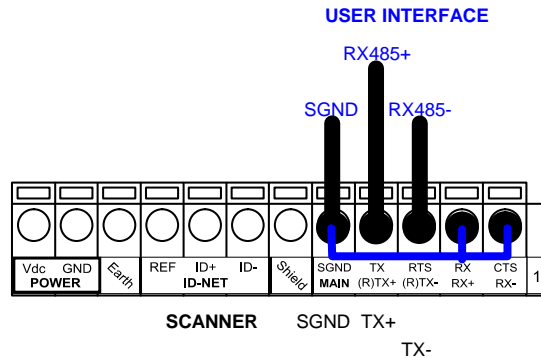 USER INTERFACE
RX485+
SGND RX485-
Vdc GND Earth REF ID+ ID- Shield SGND TX RTS RX CTS
POWER ID-NET MAIN (R)TX+ (R)TX- RX+ RX- 1
SCANNER SGND TX+
TX-